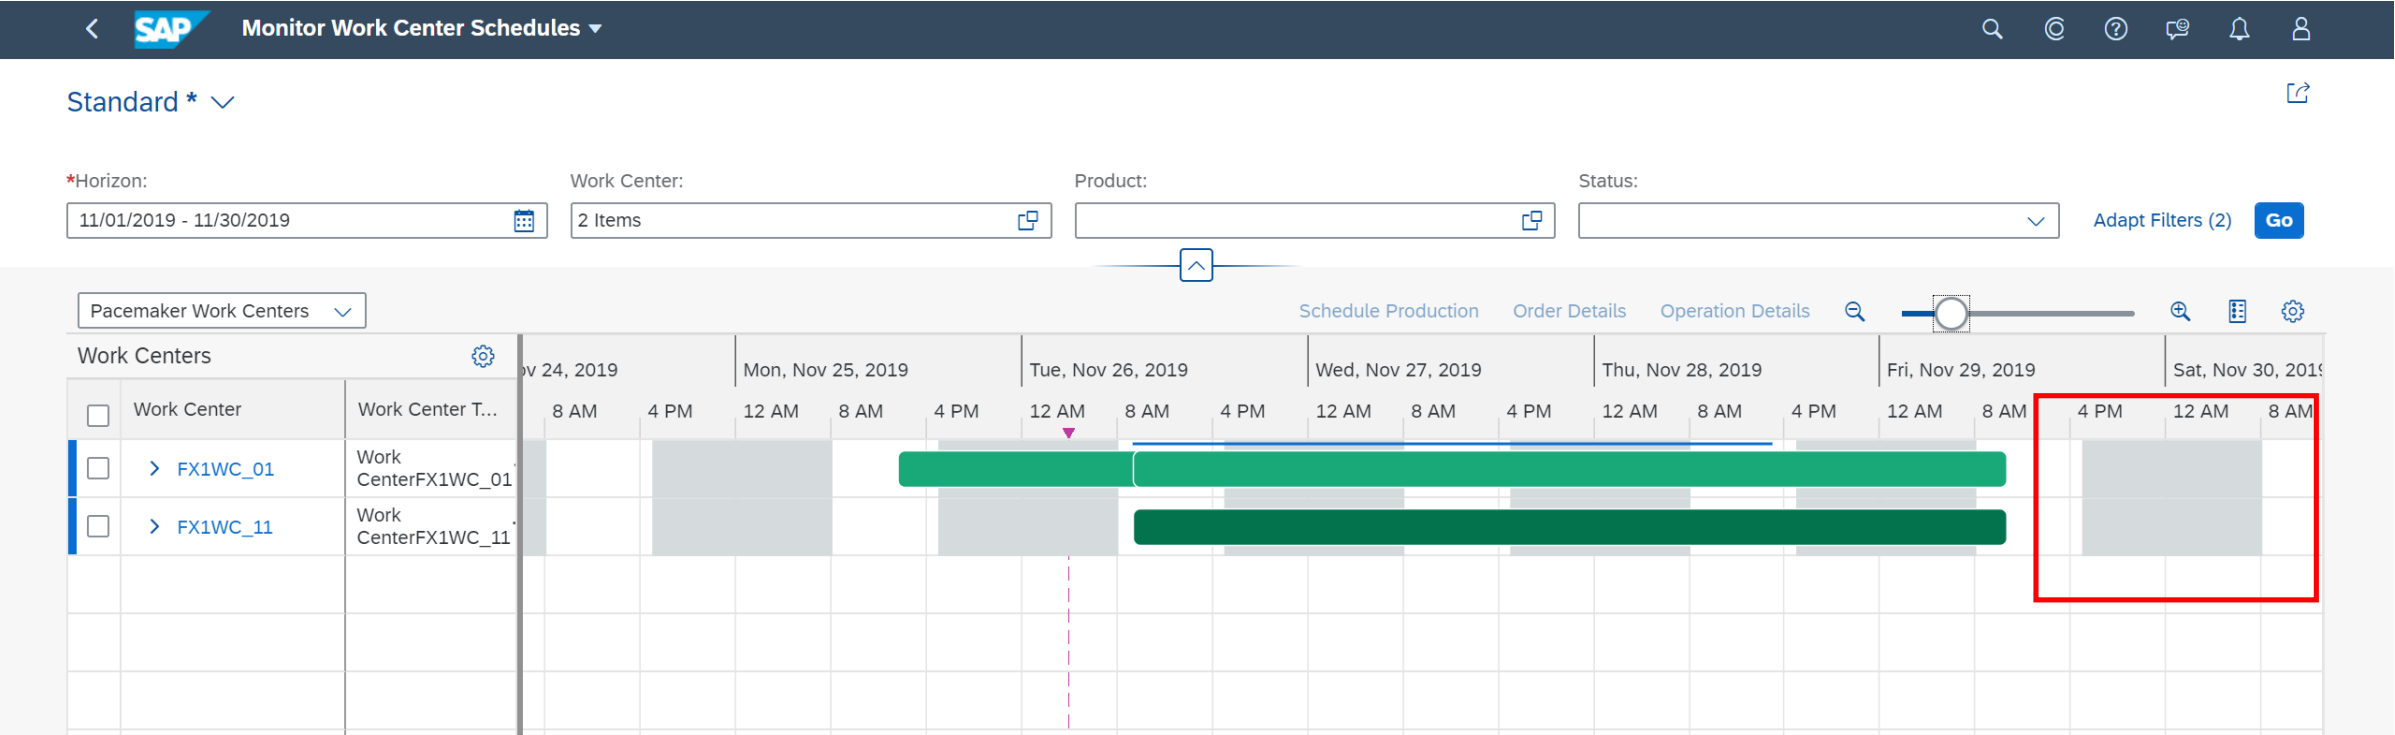 SAP Monitor Work Center Schedules
Standard *
*Horizon: Work Center: Product: Status:
11/01/2019 - 11/30/2019 2 Items Adapt Filters (2) Go
Pacemaker Work Centers Schedule Production Order Details Operation Details
Work Centers
24, 2019 Mon, Nov 25, 2019 Tue, Nov 26, 2019 Wed, Nov 27, 2019 Thu, Nov 28, 2019 Fri, Nov 29, 2019 Sat, Nov 30, 2019
Work Center Work Center T... 8 AM 4 PM 12 AM 8 AM 4 PM 12 AM 8 AM 4 PM 12 AM 8 AM 4 PM 12 AM 8 AM 4 PM 12 AM 8 AM 4 PM 12 AM 8 AM
FX1WC_01 Work
CenterFX1WC_01
FX1WC_11 Work
CenterFX1WC_11